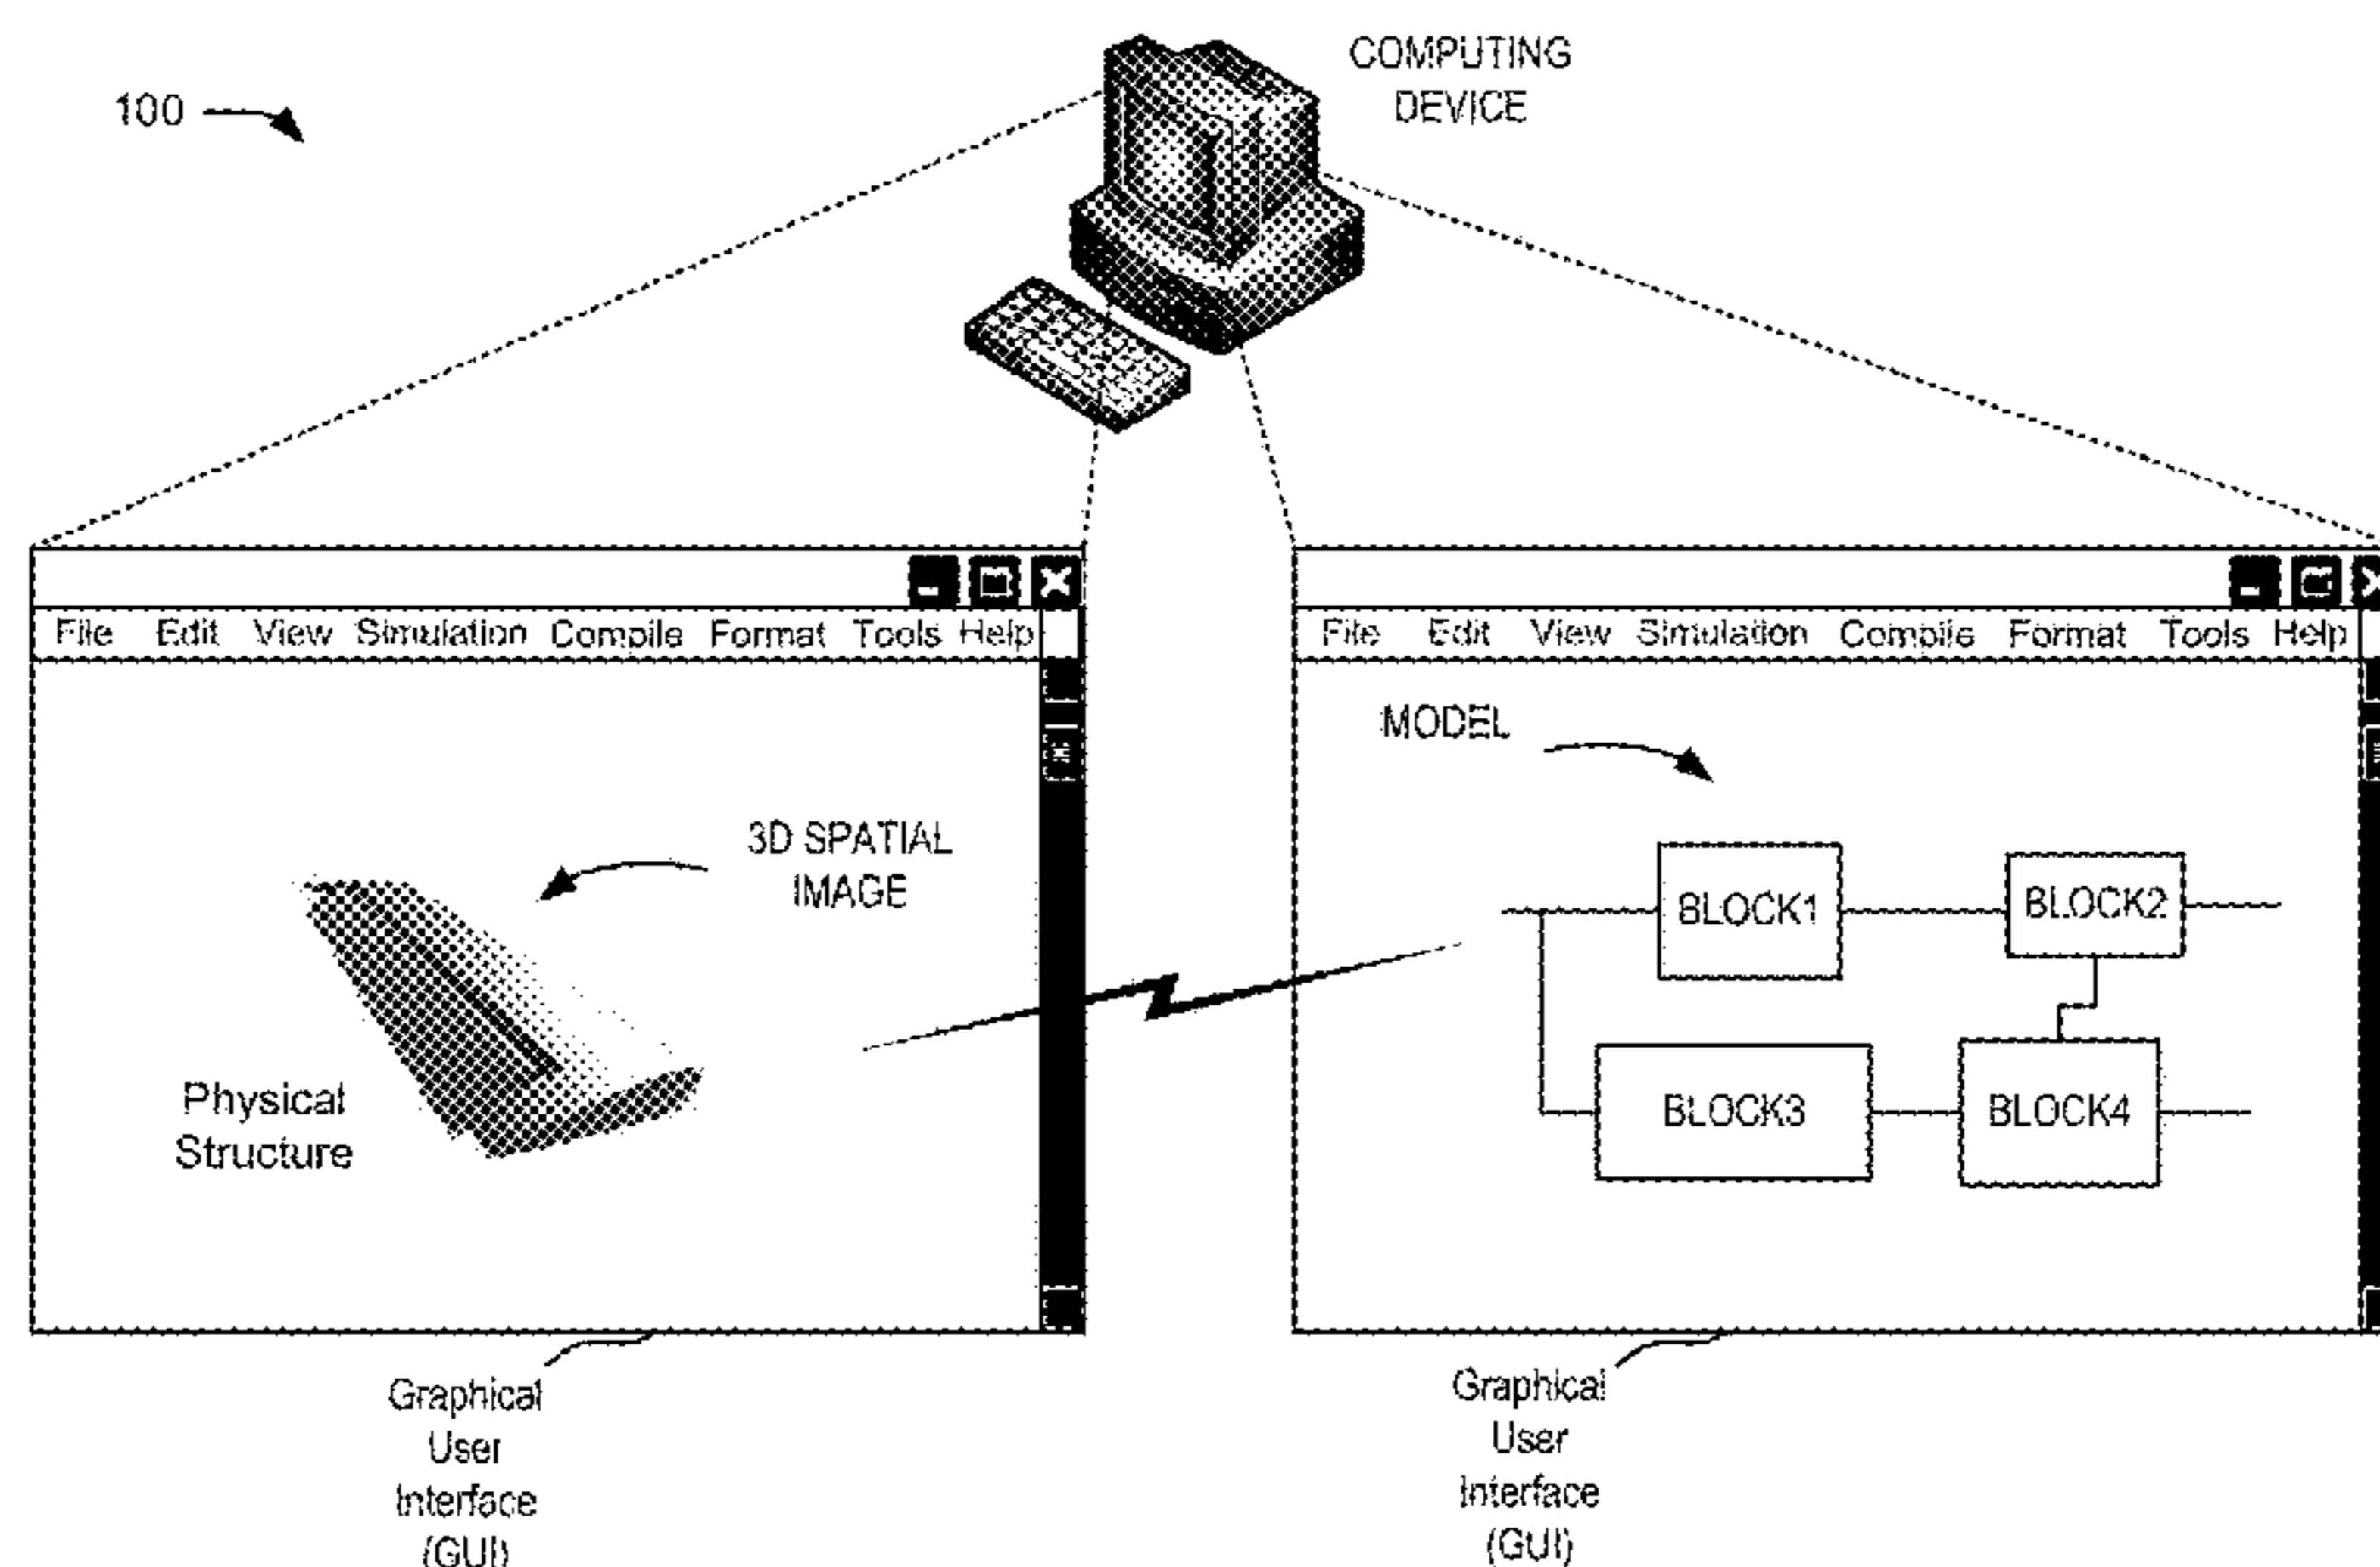 100
COMPUTING
DEVICE
File Edit View Simulation Compile Format Tools Help
3D SPATIAL
IMAGE
Physical
Structure
File Edit View Simulation Compile Format Tools Help
MODEL
BLOCK1
BLOCK2
BLOCK3
BLOCK4
Graphical
User
Interface
(GUI)
Graphical
User
Interface
(GUI)